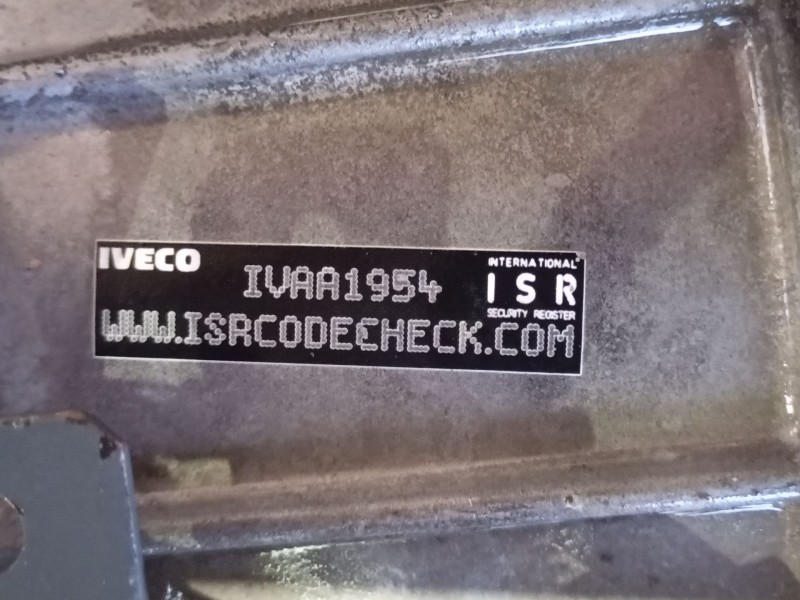 IVECO
IVAA1954
INTERNATIONAL
ISR
SECURITY REGISTER
WWW.ISRCODECHECK.COM